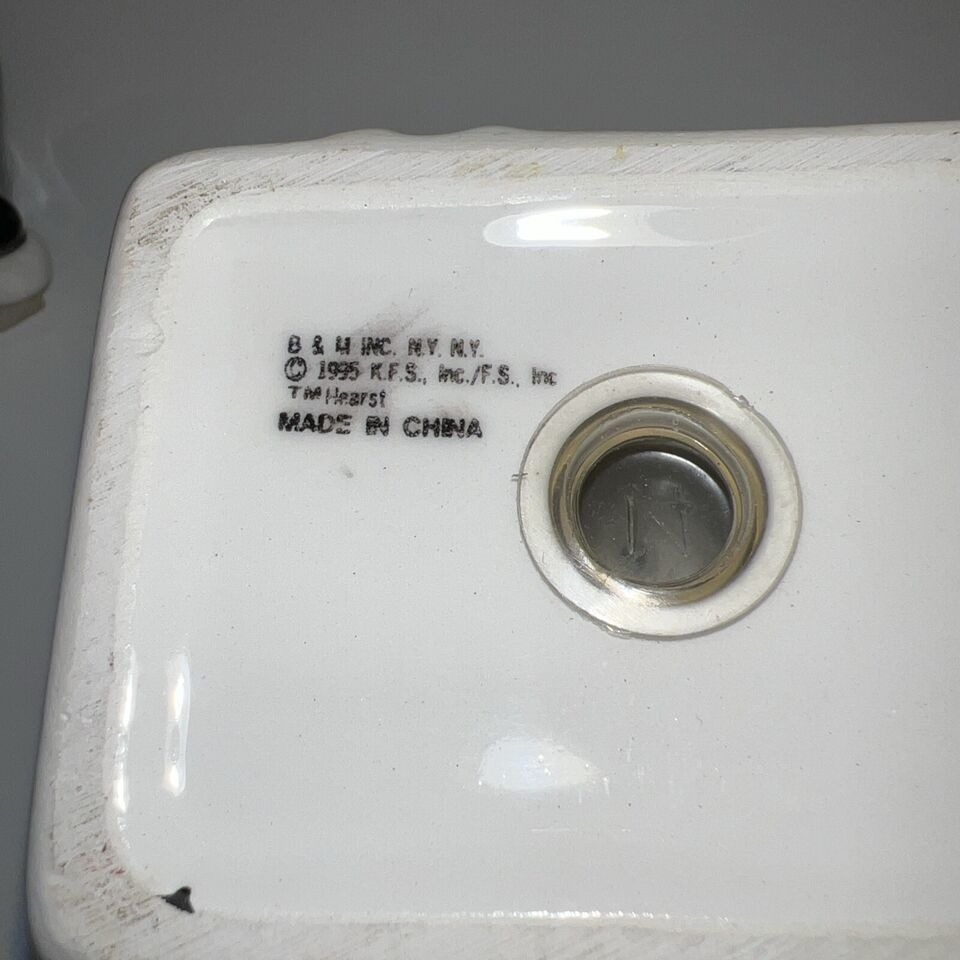 B & H INC. N.Y. N.Y.
© 1995 K.F.S., Inc./F.S., Inc
TM Hearst
MADE IN CHINA